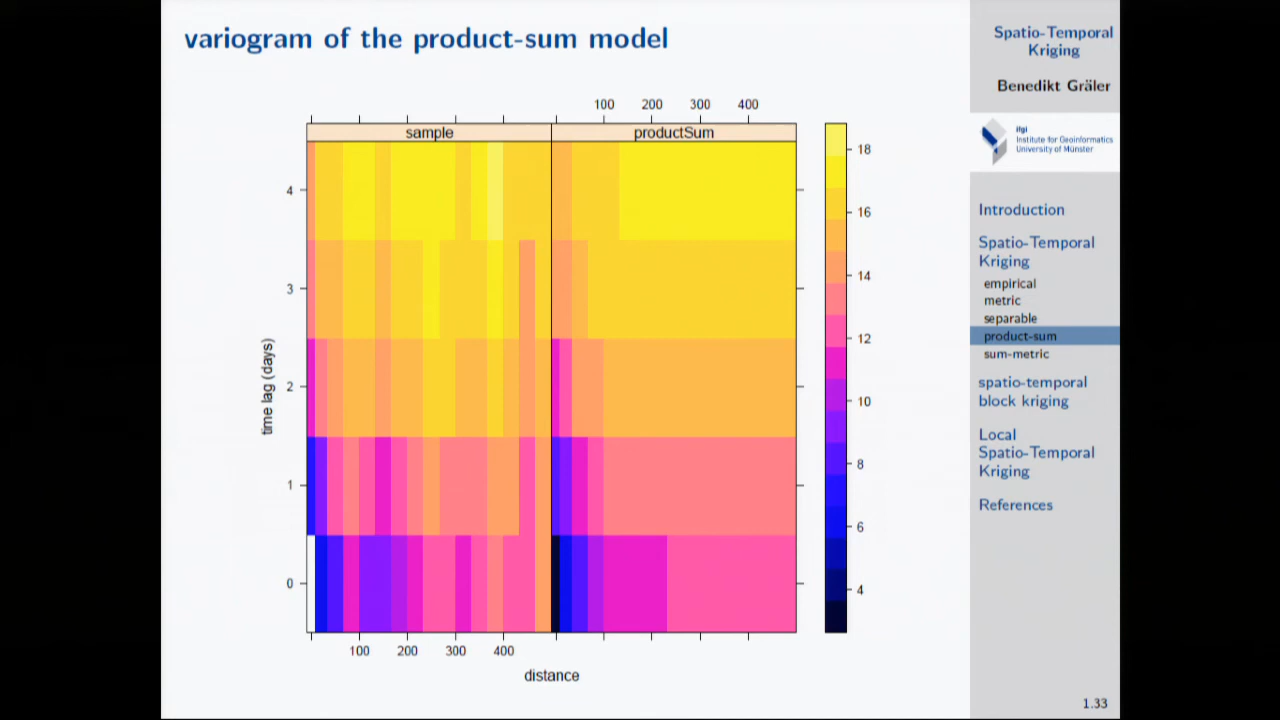 variogram of the product-sum model
100 200 300 400
sample productSum
4
3
2
1
0
time lag (days)
100 200 300 400
distance
18
16
14
12
10
8
6
4
Spatio-Temporal
Kriging
Benedikt Gräler
ifgi
Institute for Geoinformatics
University of Münster
Introduction
Spatio-Temporal
Kriging
empirical
metric
separable
product-sum
sum-metric
spatio-temporal
block kriging
Local
Spatio-Temporal
Kriging
References
1.33